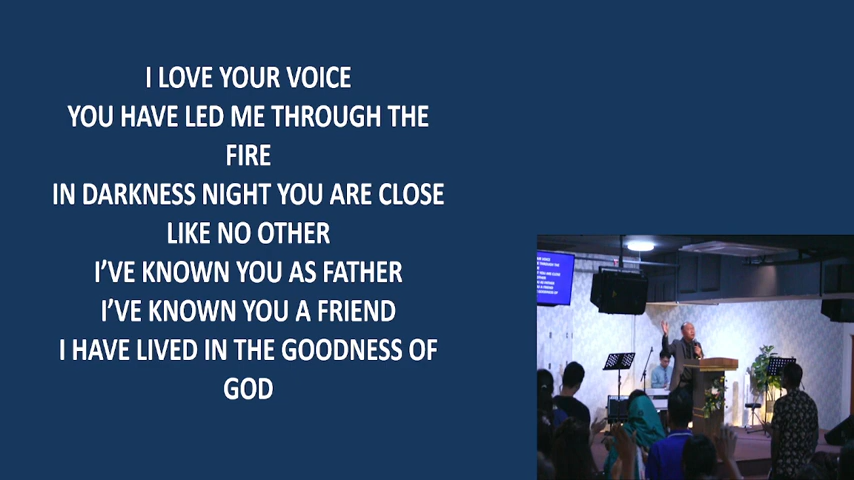 I LOVE YOUR VOICE
YOU HAVE LED ME THROUGH THE
FIRE
IN DARKNESS NIGHT YOU ARE CLOSE
LIKE NO OTHER
I’VE KNOWN YOU AS FATHER
I’VE KNOWN YOU A FRIEND
I HAVE LIVED IN THE GOODNESS OF
GOD